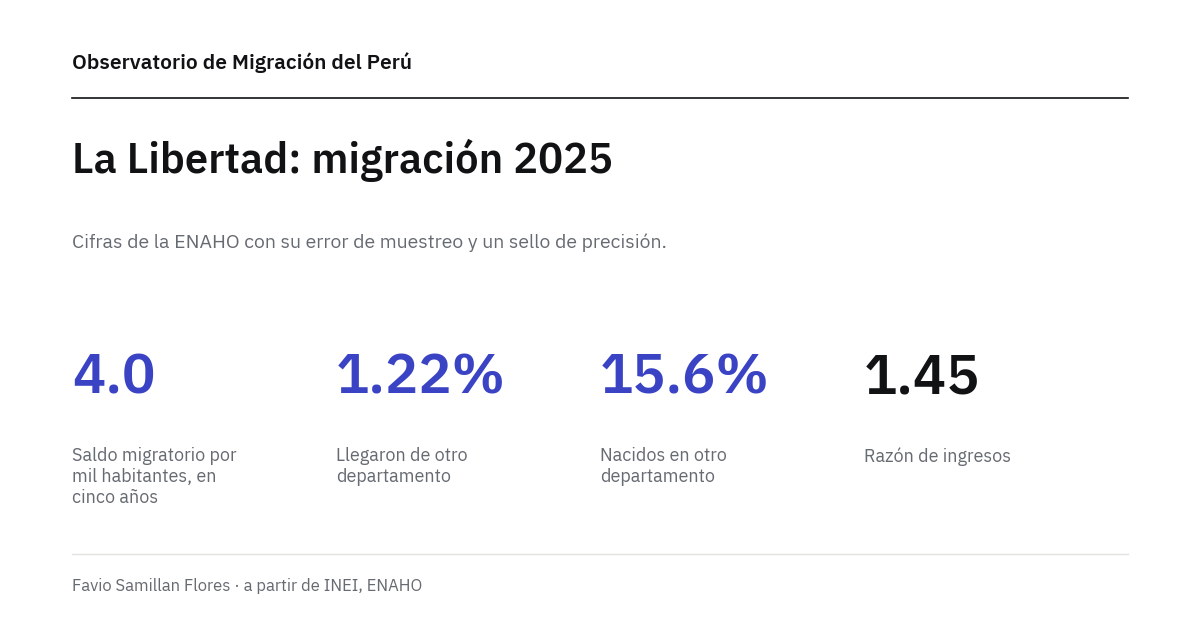 Observatorio de Migración del Perú
La Libertad: migración 2025
Cifras de la ENAHO con su error de muestreo y un sello de precisión.
4.0
Saldo migratorio por
mil habitantes, en
cinco años
1.22%
Llegaron de otro
departamento
15.6%
Nacidos en otro
departamento
1.45
Razón de ingresos
Favio Samillan Flores · a partir de INEI, ENAHO